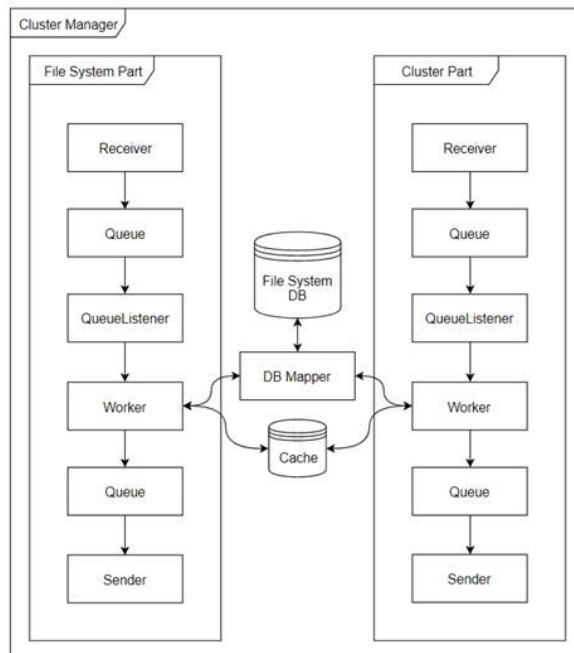 Cluster Manager
File System Part
Receiver
Queue
QueueListener
Worker
Queue
Sender
File System
DB
DB Mapper
Cache
Cluster Part
Receiver
Queue
QueueListener
Worker
Queue
Sender